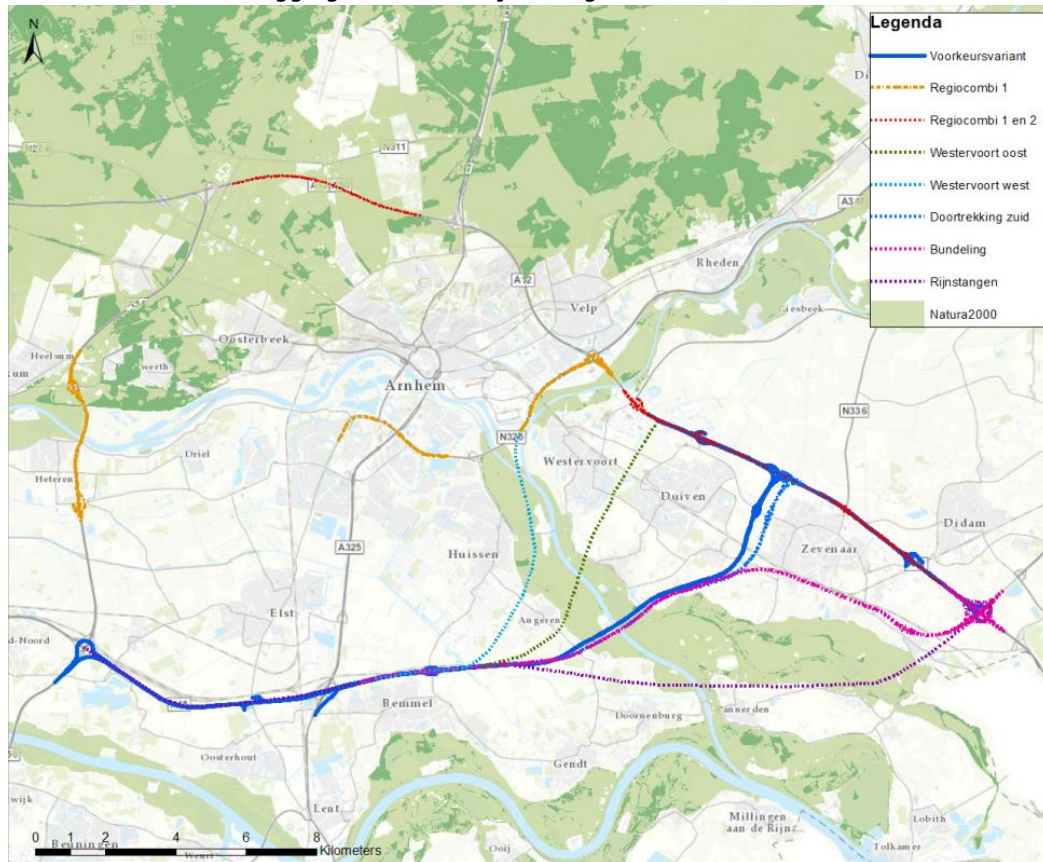 N
Legenda
Voorkeursvariant
Regiocombi 1
Regiocombi 1 en 2
Westervoort oost
Westervoort west
Doortrekking zuid
Bundeling
Rijnstangen
Natura2000
N311
A12
Rheden
Velp
Heelsum
Oosterbeek
Arnhem
N336
Driel
Heteren
Westervoort
Duiven
Didam
Zevenaar
Huissen
A325
Elst
Angeren
Bemmel
Doornenburg
Pannerden
Oosterhout
Gendt
Lent
Millingen
aan de Rijn
Lobith
Ooij
Tolkamer
Beuningen
Weurt
0 1 2 4 6 8
Kilometers